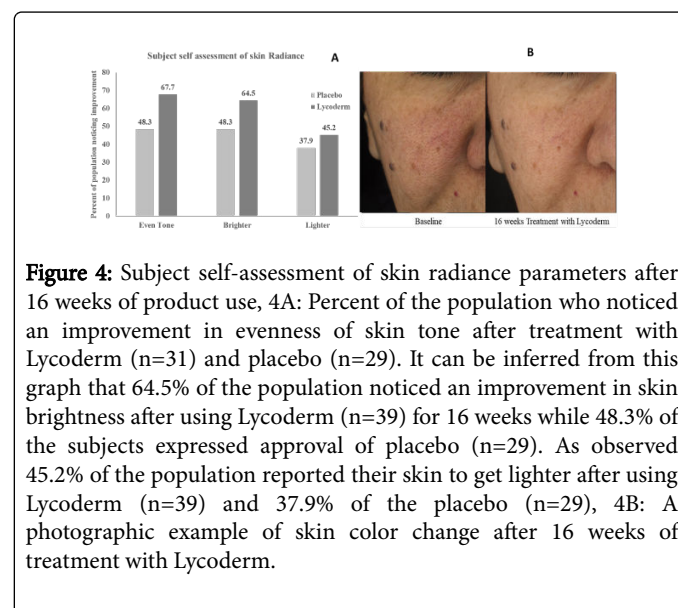 Subject self assessment of skin Radiance
A
B
80
70
60
50
40
30
20
10
0
Percent of population noticing improvement
48.3
67.7
48.3
64.5
37.9
45.2
Placebo
Lycoderm
Even Tone
Brighter
Lighter
Baseline
16 weeks Treatment with Lycoderm
Figure 4: Subject self-assessment of skin radiance parameters after
16 weeks of product use, 4A: Percent of the population who noticed
an improvement in evenness of skin tone after treatment with
Lycoderm (n=31) and placebo (n=29). It can be inferred from this
graph that 64.5% of the population noticed an improvement in skin
brightness after using Lycoderm (n=39) for 16 weeks while 48.3% of
the subjects expressed approval of placebo (n=29). As observed
45.2% of the population reported their skin to get lighter after using
Lycoderm (n=39) and 37.9% of the placebo (n=29), 4B: A
photographic example of skin color change after 16 weeks of
treatment with Lycoderm.